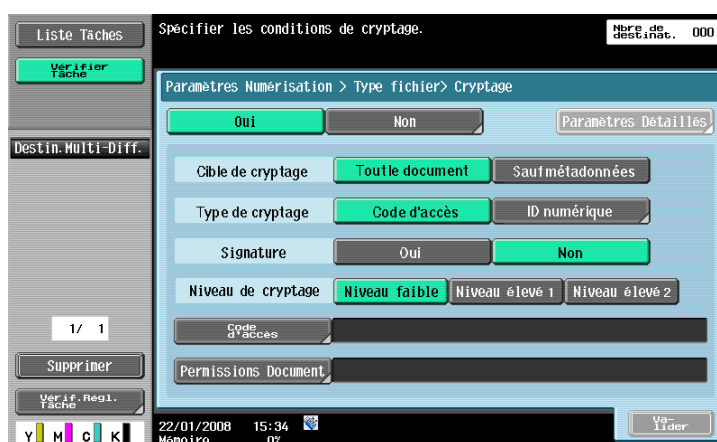 Liste Tâches
Spécifier les conditions de cryptage.
Nbre de
destinat. 000
Vérifier
Tâche
Paramètres Numérisation > Type fichier> Cryptage
Oui Non Paramètres Détaillés
Destin.Multi-Diff.
Cible de cryptage Toutle document Saufmétadonnées
Type de cryptage Code d'accès ID numérique
Signature Oui Non
Niveau de cryptage Niveau faible Niveau élevé 1 Niveau élevé 2
1/ 1
Code
d'accès
Supprimer
Permissions Document
Vérif.Régl.
Tâche
22/01/2008 15:34
Va-
lider
Y M C K
Mémoire 0%